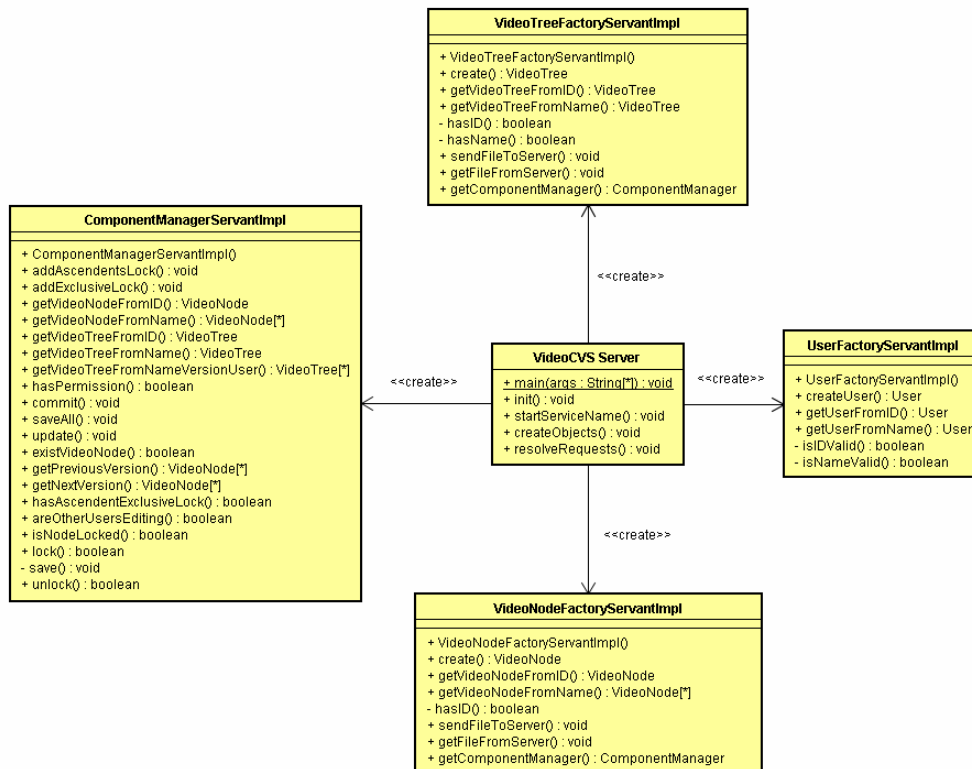 VideoTreeFactoryServantImpl
+ VideoTreeFactoryServantImpl()
+ create() : VideoTree
+ getVideoTreeFromID() : VideoTree
+ getVideoTreeFromName() : VideoTree
- hasID() : boolean
- hasName() : boolean
+ sendFileToServer() : void
+ getFileFromServer() : void
+ getComponentManager() : ComponentManager
<<create>>
ComponentManagerServantImpl
+ ComponentManagerServantImpl()
+ addAscendentsLock() : void
+ addExclusiveLock() : void
+ getVideoNodeFromID() : VideoNode
+ getVideoNodeFromName() : VideoNode[*]
+ getVideoTreeFromID() : VideoTree
+ getVideoTreeFromName() : VideoTree
+ getVideoTreeFromNameVersionUser() : VideoTree[*]
+ hasPermission() : boolean
+ commit() : void
+ saveAll() : void
+ update() : void
+ existVideoNode() : boolean
+ getPreviousVersion() : VideoNode[*]
+ getNextVersion() : VideoNode[*]
+ hasAscendentExclusiveLock() : boolean
+ areOtherUsersEditing() : boolean
+ isNodeLocked() : boolean
+ lock() : boolean
- save() : void
+ unlock() : boolean
<<create>>
VideoCVS Server
+ main(args : String[*]) : void
+ init() : void
+ startServiceName() : void
+ createObjects() : void
+ resolveRequests() : void
<<create>>
UserFactoryServantImpl
+ UserFactoryServantImpl()
+ createUser() : User
+ getUserFromID() : User
+ getUserFromName() : User
- isIDValid() : boolean
- isNameValid() : boolean
<<create>>
VideoNodeFactoryServantImpl
+ VideoNodeFactoryServantImpl()
+ create() : VideoNode
+ getVideoNodeFromID() : VideoNode
+ getVideoNodeFromName() : VideoNode[*]
- hasID() : boolean
+ sendFileToServer() : void
+ getFileFromServer() : void
+ getComponentManager() : ComponentManager